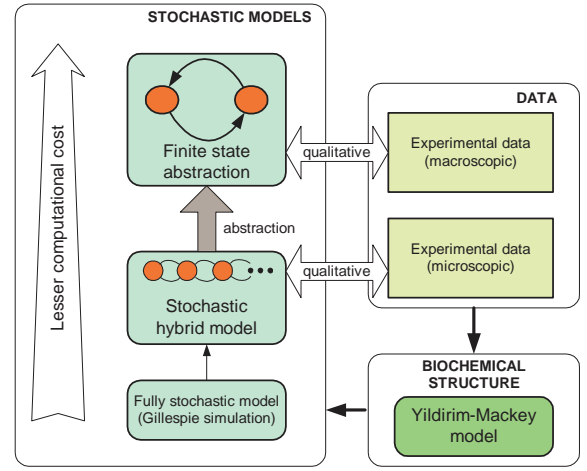 STOCHASTIC MODELS
Lesser computational cost
Finite state
abstraction
abstraction
Stochastic
hybrid model
Fully stochastic model
(Gillespie simulation)
qualitative
qualitative
DATA
Experimental data
(macroscopic)
Experimental data
(microscopic)
BIOCHEMICAL
STRUCTURE
Yildirim-Mackey
model